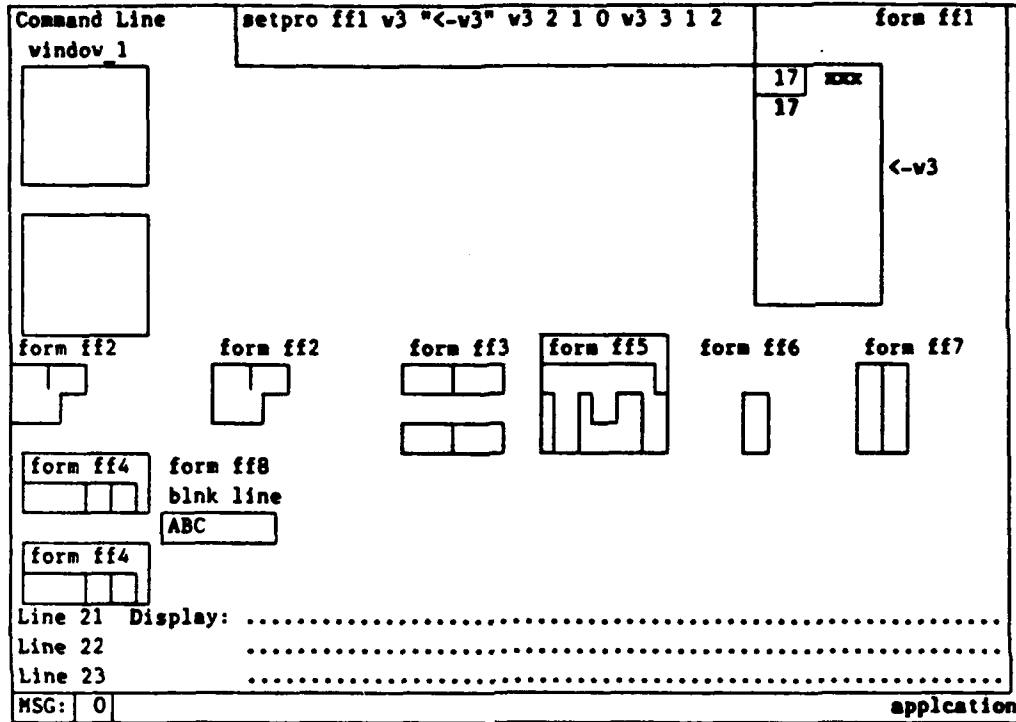 Command Line setpro ff1 v3 "<-v3" v3 2 1 0 v3 3 1 2 form ff1
window_1
17 xxx
17
<-v3
form ff2 form ff2 form ff3 form ff5 form ff6 form ff7
form ff4 form ff8
blnk line
ABC
form ff4
Line 21 Display: ............................................................
Line 22 ............................................................
Line 23 ............................................................
MSG: 0 applcation